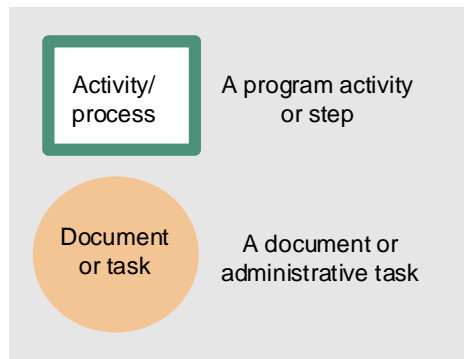 Activity/
process
A program activity
or step
Document
or task
A document or
administrative task